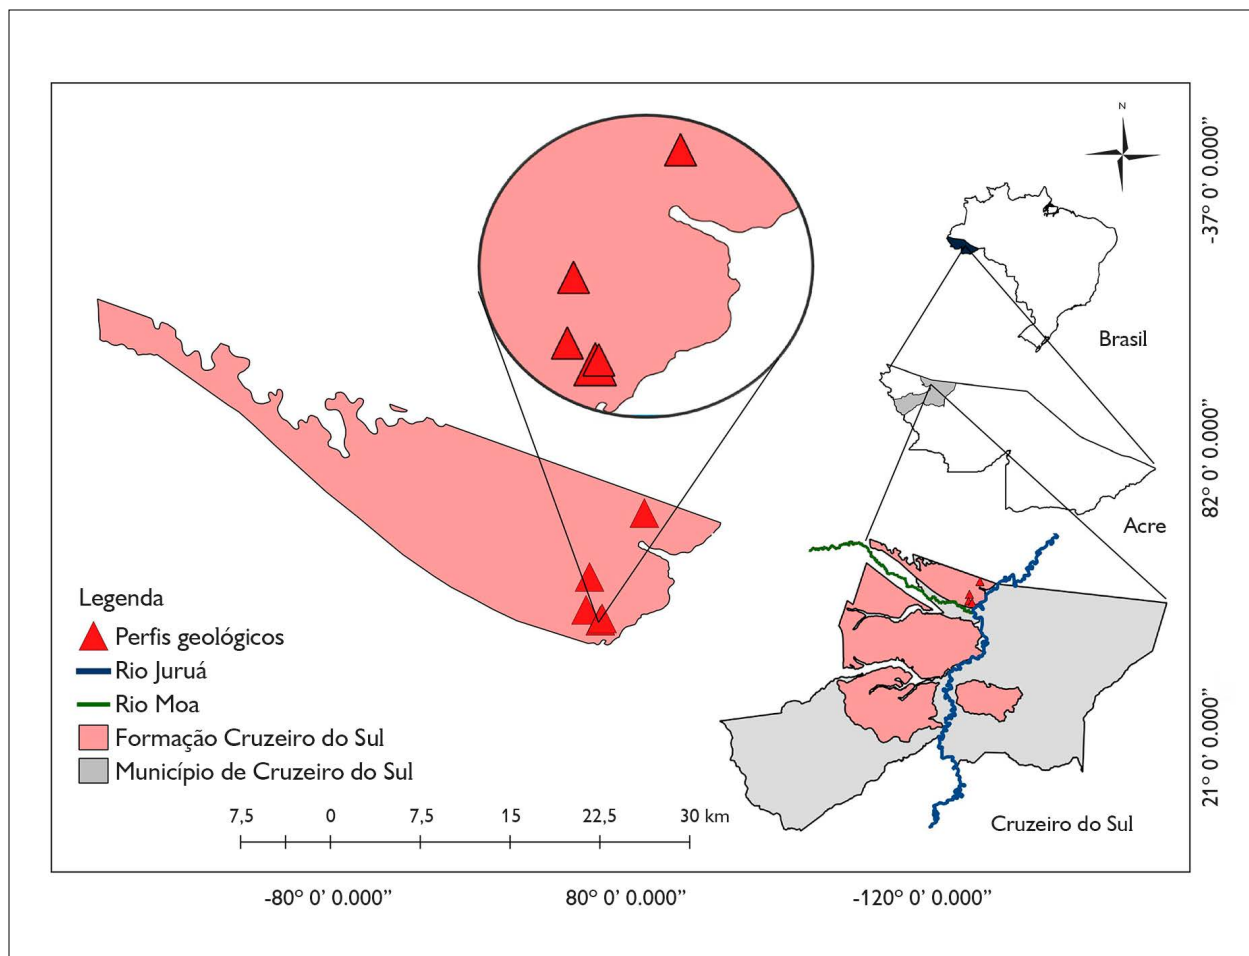 N
Brasil
Acre
Cruzeiro do Sul
Legenda
Perfis geológicos
Rio Juruá
Rio Moa
Formação Cruzeiro do Sul
Município de Cruzeiro do Sul
7,5 0 7,5 15 22,5 30 km
-80° 0’ 0.000” 80° 0’ 0.000” -120° 0’ 0.000”
-37° 0’ 0.000”
82° 0’ 0.000”
21° 0’ 0.000”